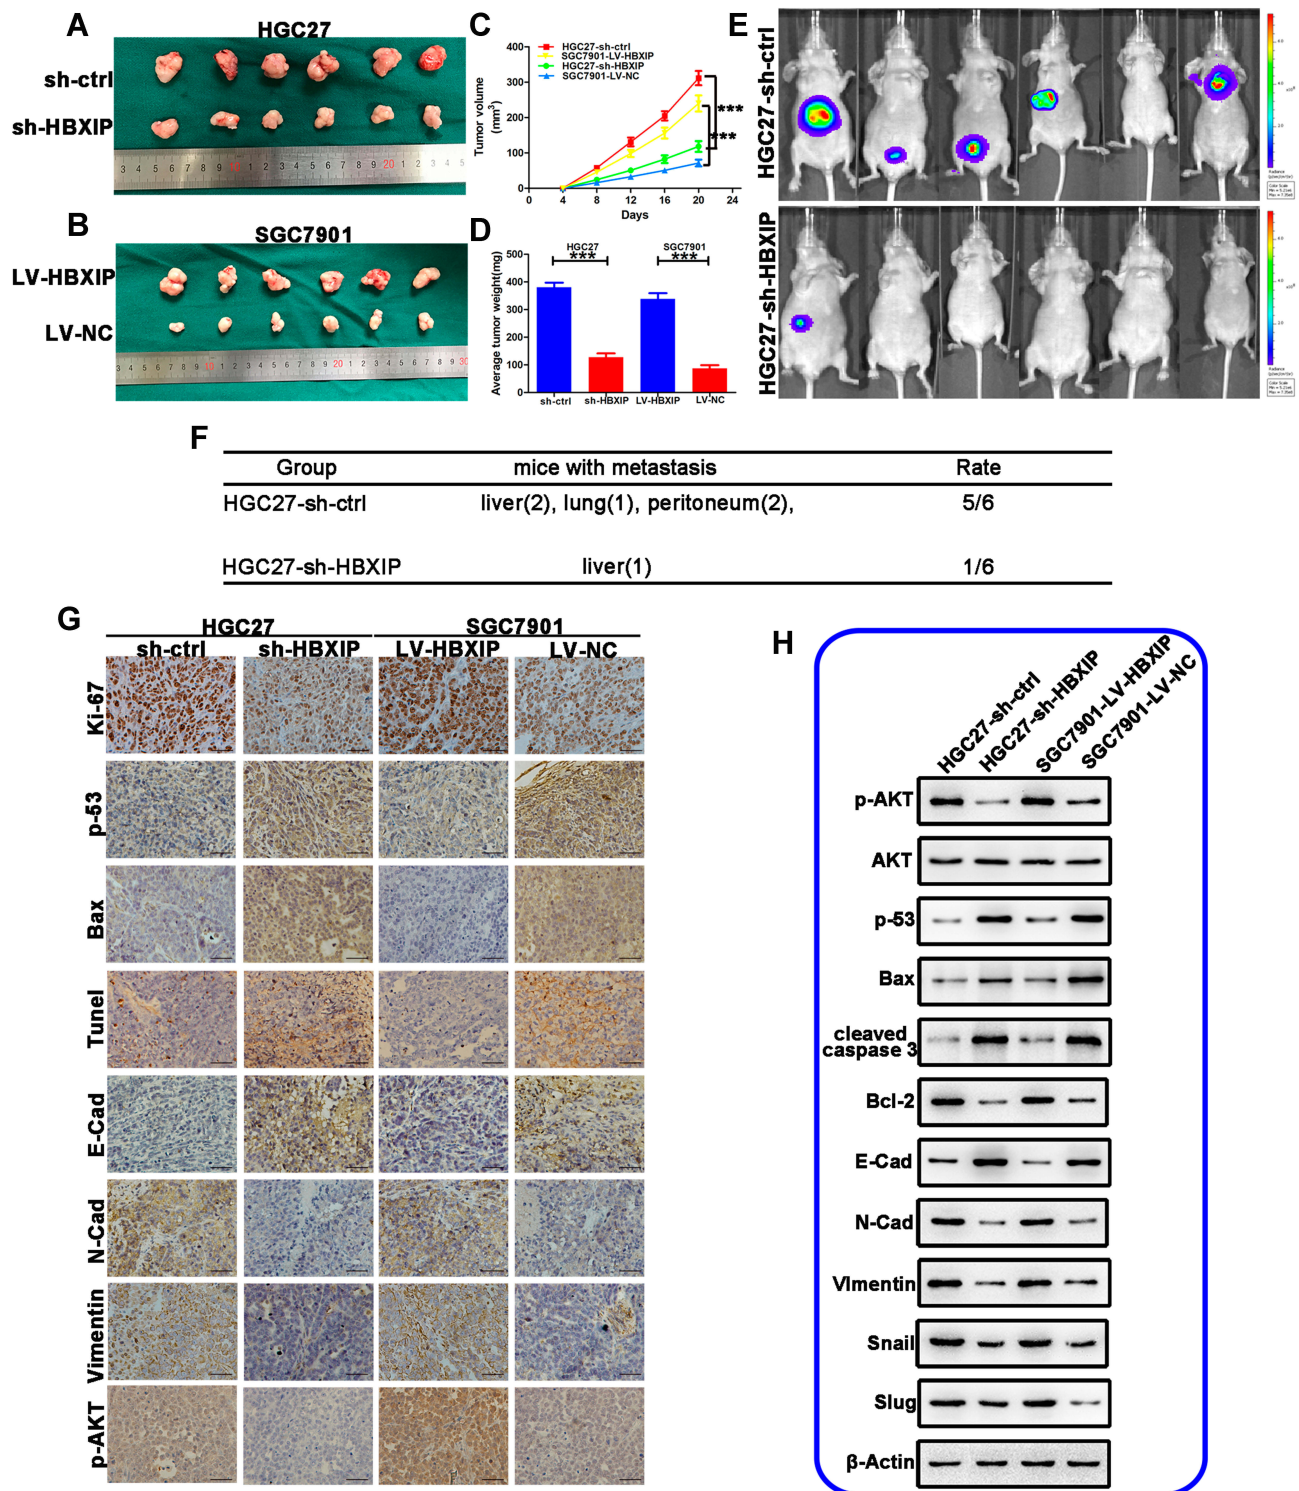 A
HGC27
sh-ctrl
sh-HBXIP
B
SGC7901
LV-HBXIP
LV-NC
C
HGC27-sh-ctrl
SGC7901-LV-HBXIP
HGC27-sh-HBXIP
SGC7901-LV-NC
Tumor volume
(mm3)
400
300
200
100
0
0 4 8 12 16 20 24
Days
***
***
D
HGC27 SGC7901
*** ***
Average tumor weight(mg)
500
400
300
200
100
0
sh-ctrl sh-HBXIP LV-HBXIP LV-NC
E
HGC27-sh-ctrl
HGC27-sh-HBXIP
F
Group mice with metastasis Rate
HGC27-sh-ctrl liver(2), lung(1), peritoneum(2), 5/6
HGC27-sh-HBXIP liver(1) 1/6
G
HGC27 SGC7901
sh-ctrl sh-HBXIP LV-HBXIP LV-NC
Ki-67
p-53
Bax
Tunel
E-Cad
N-Cad
Vimentin
p-AKT
H
HGC27-sh-ctrl
HGC27-sh-HBXIP
SGC7901-LV-HBXIP
SGC7901-LV-NC
p-AKT
AKT
p-53
Bax
cleaved
caspase 3
Bcl-2
E-Cad
N-Cad
VImentin
Snail
Slug
β-Actin